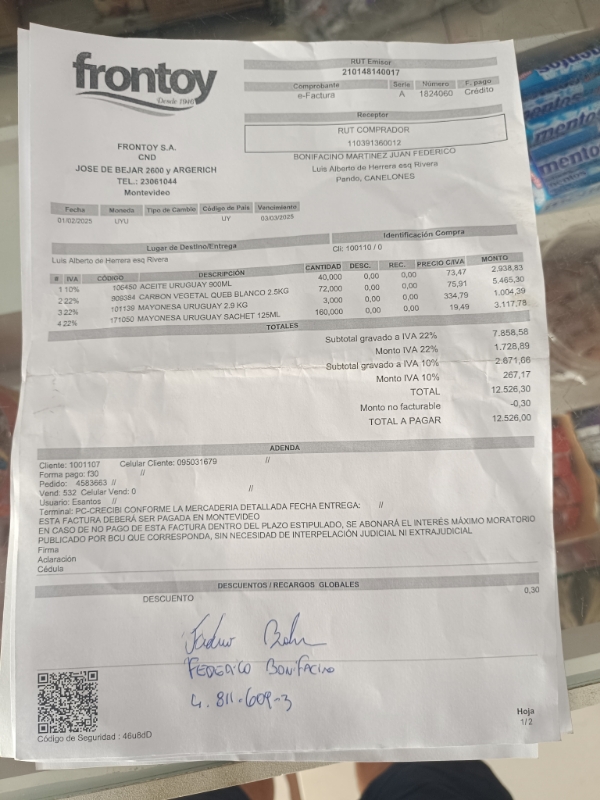 frontoy
Desde 1946
RUT Emisor
210148140017
Comprobante Serie Número F. pago
e-Factura A 1824060 Crédito
Receptor
RUT COMPRADOR
110391360012
BONIFACINO MARTINEZ JUAN FEDERICO
Luis Alberto de Herrera esq Rivera
Pando, CANELONES
FRONTOY S.A.
CND
JOSE DE BEJAR 2600 y ARGERICH
TEL.: 23061044
Montevideo
Fecha Moneda Tipo de Cambio Código de País Vencimiento
01/02/2025 UYU UY 03/03/2025
Lugar de Destino/Entrega Identificación Compra
Luis Alberto de Herrera esq Rivera Cli: 100110 / 0
# IVA CÓDIGO DESCRIPCIÓN CANTIDAD DESC. REC. PRECIO C/IVA MONTO
1 10% 106450 ACEITE URUGUAY 900ML 40,000 0,00 0,00 73,47 2.938,83
2 22% 909384 CARBON VEGETAL QUEB BLANCO 2.5KG 72,000 0,00 0,00 75,91 5.465,30
3 22% 101139 MAYONESA URUGUAY 2.9 KG 3,000 0,00 0,00 334,79 1.004,39
4 22% 171050 MAYONESA URUGUAY SACHET 125ML 160,000 0,00 0,00 19,49 3.117,78
TOTALES
Subtotal gravado a IVA 22% 7.858,58
Monto IVA 22% 1.728,89
Subtotal gravado a IVA 10% 2.671,66
Monto IVA 10% 267,17
TOTAL 12.526,30
Monto no facturable -0,30
TOTAL A PAGAR 12.526,00
ADENDA
Cliente: 1001107 Celular Cliente: 095031679 //
Forma pago: f30 //
Pedido: 4583663 //
Vend. 532 Celular Vend: 0 //
Usuario: Esantos //
Terminal: PC-CRECIBI CONFORME LA MERCADERIA DETALLADA FECHA ENTREGA: //
ESTA FACTURA DEBERÁ SER PAGADA EN MONTEVIDEO
EN CASO DE NO PAGO DE ESTA FACTURA DENTRO DEL PLAZO ESTIPULADO, SE ABONARÁ EL INTERÉS MÁXIMO MORATORIO
PUBLICADO POR BCU QUE CORRESPONDA, SIN NECESIDAD DE INTERPELACIÓN JUDICIAL NI EXTRAJUDICIAL
Firma
Aclaración
Cédula
DESCUENTOS / RECARGOS GLOBALES
DESCUENTO 0,30
FEDERICO BONIFACINO
4.811.609-3
Código de Seguridad : 46u8dD
Hoja
1/2
mentos
mentos
mentos